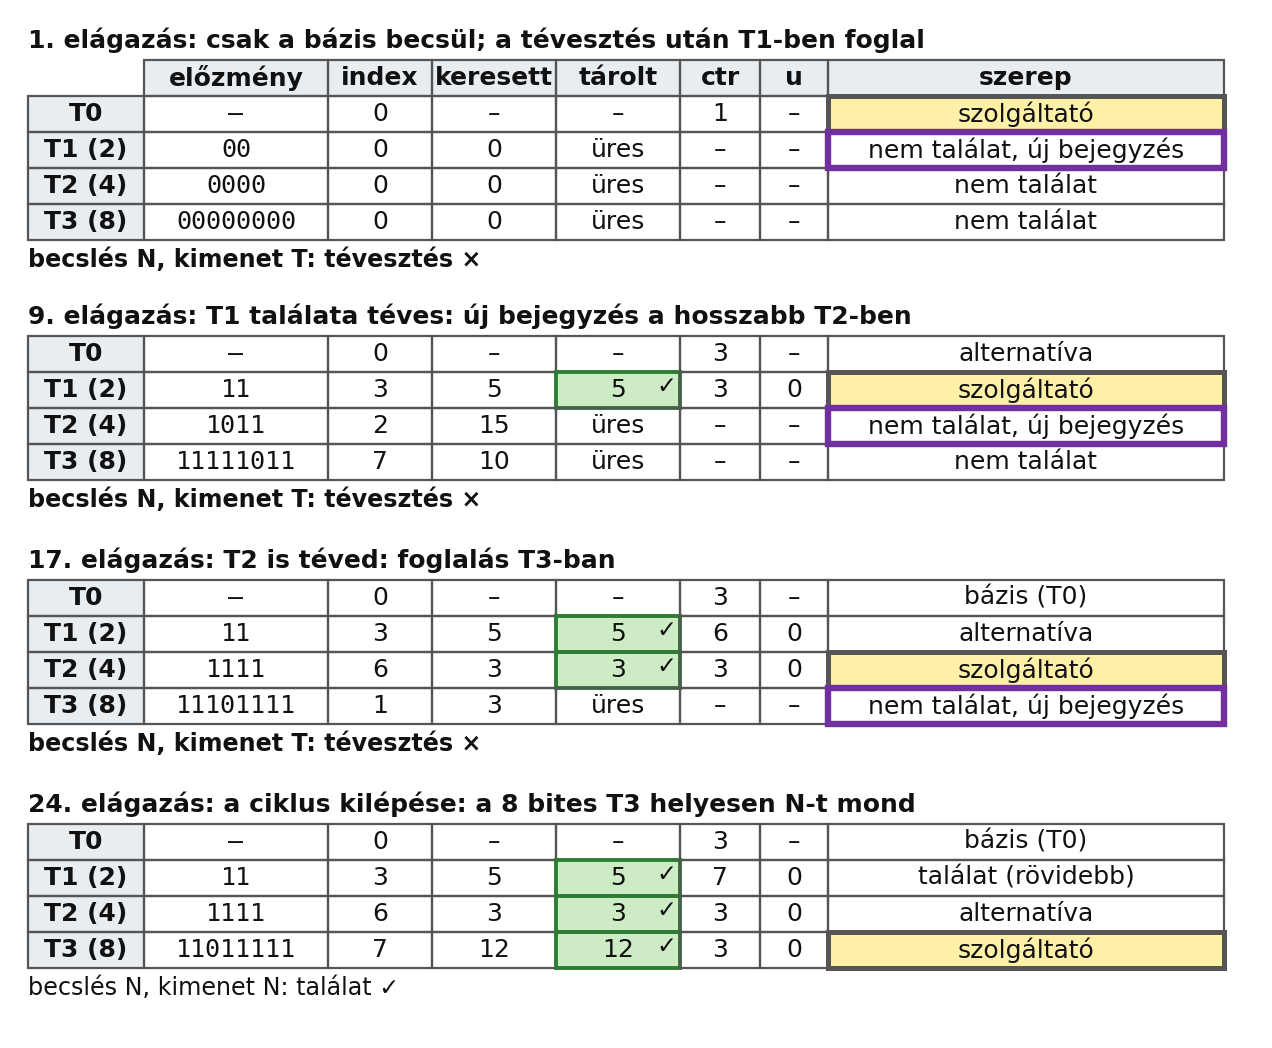 1. elágazás: csak a bázis becsül; a tévesztés után T1-ben foglal
előzmény index keresett tárolt ctr u szerep
T0 — 0 – – 1 – szolgáltató
T1 (2) 00 0 0 üres – – nem találat, új bejegyzés
T2 (4) 0000 0 0 üres – – nem találat
T3 (8) 00000000 0 0 üres – – nem találat
becslés N, kimenet T: tévesztés ×
9. elágazás: T1 találata téves: új bejegyzés a hosszabb T2-ben
T0 — 0 – – 3 – alternatíva
T1 (2) 11 3 5 5 ✓ 3 0 szolgáltató
T2 (4) 1011 2 15 üres – – nem találat, új bejegyzés
T3 (8) 11111011 7 10 üres – – nem találat
becslés N, kimenet T: tévesztés ×
17. elágazás: T2 is téved: foglalás T3-ban
T0 — 0 – – 3 – bázis (T0)
T1 (2) 11 3 5 5 ✓ 6 0 alternatíva
T2 (4) 1111 6 3 3 ✓ 3 0 szolgáltató
T3 (8) 11101111 1 3 üres – – nem találat, új bejegyzés
becslés N, kimenet T: tévesztés ×
24. elágazás: a ciklus kilépése: a 8 bites T3 helyesen N-t mond
T0 — 0 – – 3 – bázis (T0)
T1 (2) 11 3 5 5 ✓ 7 0 találat (rövidebb)
T2 (4) 1111 6 3 3 ✓ 3 0 alternatíva
T3 (8) 11011111 7 12 12 ✓ 3 0 szolgáltató
becslés N, kimenet N: találat ✓